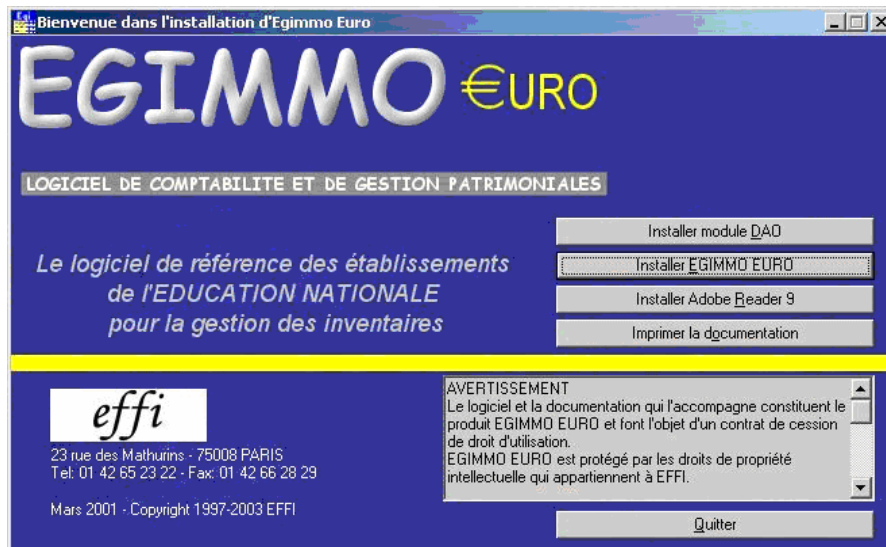 Bienvenue dans l'installation d'Egimmo Euro
EGIMMO €URO
LOGICIEL DE COMPTABILITE ET DE GESTION PATRIMONIALES
Installer module DAO
Le logiciel de référence des établissements
de l'EDUCATION NATIONALE
pour la gestion des inventaires
Installer EGIMMO EURO
Installer Adobe Reader 9
Imprimer la documentation
effi
23 rue des Mathurins - 75008 PARIS
Tel: 01 42 65 23 22 - Fax: 01 42 66 28 29
Mars 2001 - Copyright 1997-2003 EFFI
AVERTISSEMENT
Le logiciel et la documentation qui l'accompagne constituent le
produit EGIMMO EURO et font l'objet d'un contrat de cession
de droit d'utilisation.
EGIMMO EURO est protégé par les droits de propriété
intellectuelle qui appartiennent à EFFI.
Quitter